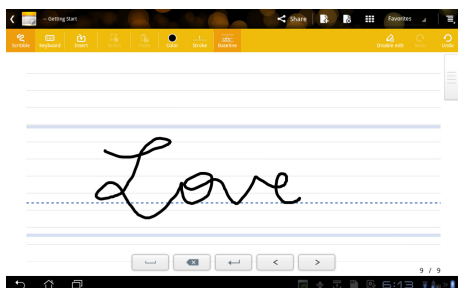 - Getting Start
Share
Favorites
Scribble Keyboard Insert Color Stroke Baseline Disable edit Undo
Love
9 / 9
6:13